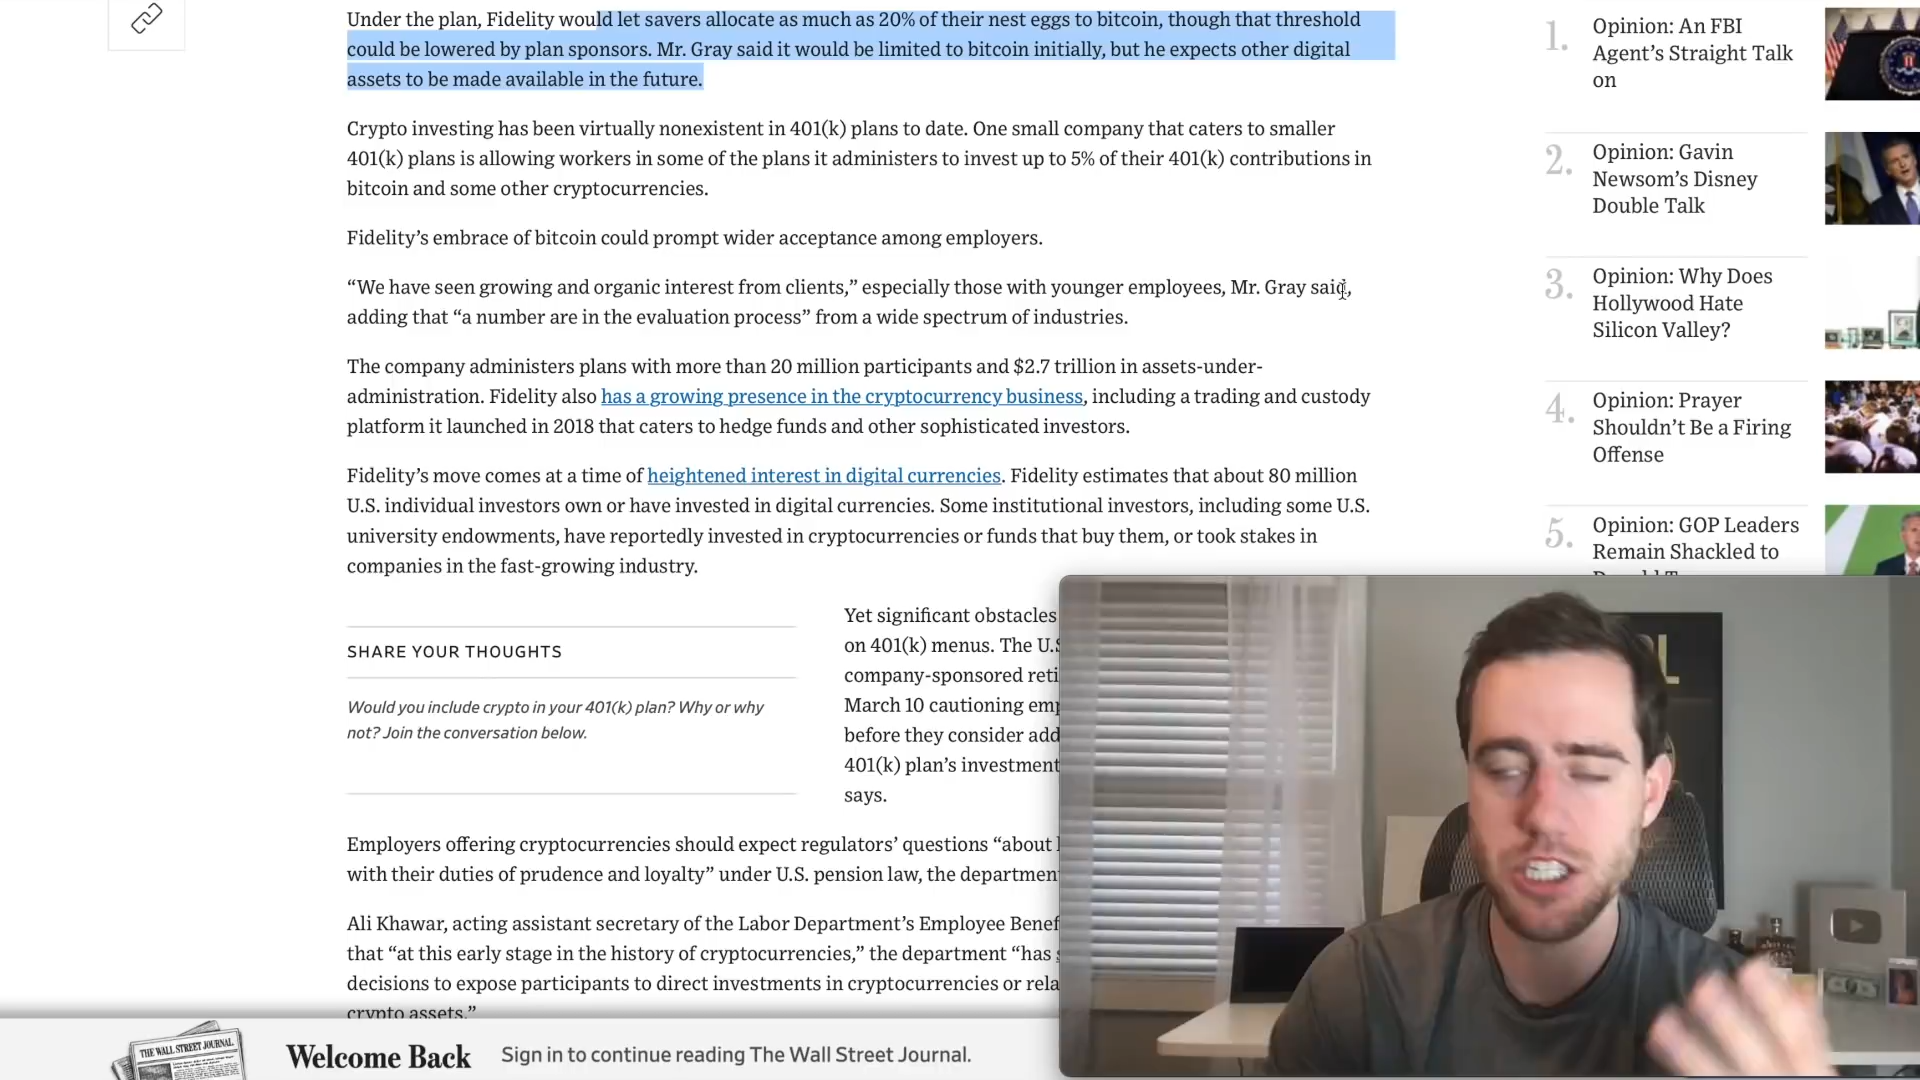 Under the plan, Fidelity would let savers allocate as much as 20% of their nest eggs to bitcoin, though that threshold
could be lowered by plan sponsors. Mr. Gray said it would be limited to bitcoin initially, but he expects other digital
assets to be made available in the future.
Crypto investing has been virtually nonexistent in 401(k) plans to date. One small company that caters to smaller
401(k) plans is allowing workers in some of the plans it administers to invest up to 5% of their 401(k) contributions in
bitcoin and some other cryptocurrencies.
Fidelity’s embrace of bitcoin could prompt wider acceptance among employers.
“We have seen growing and organic interest from clients,” especially those with younger employees, Mr. Gray said,
adding that “a number are in the evaluation process” from a wide spectrum of industries.
The company administers plans with more than 20 million participants and $2.7 trillion in assets-under-
administration. Fidelity also has a growing presence in the cryptocurrency business, including a trading and custody
platform it launched in 2018 that caters to hedge funds and other sophisticated investors.
Fidelity’s move comes at a time of heightened interest in digital currencies. Fidelity estimates that about 80 million
U.S. individual investors own or have invested in digital currencies. Some institutional investors, including some U.S.
university endowments, have reportedly invested in cryptocurrencies or funds that buy them, or took stakes in
companies in the fast-growing industry.
SHARE YOUR THOUGHTS
Would you include crypto in your 401(k) plan? Why or why
not? Join the conversation below.
Yet significant obstacles
on 401(k) menus. The U.S
company-sponsored reti
March 10 cautioning emp
before they consider add
401(k) plan’s investment
says.
Employers offering cryptocurrencies should expect regulators’ questions “about
with their duties of prudence and loyalty” under U.S. pension law, the departmen
Ali Khawar, acting assistant secretary of the Labor Department’s Employee Benef
that “at this early stage in the history of cryptocurrencies,” the department “has
decisions to expose participants to direct investments in cryptocurrencies or rela
crypto assets.”
1. Opinion: An FBI
Agent’s Straight Talk
on
2. Opinion: Gavin
Newsom’s Disney
Double Talk
3. Opinion: Why Does
Hollywood Hate
Silicon Valley?
4. Opinion: Prayer
Shouldn’t Be a Firing
Offense
5. Opinion: GOP Leaders
Remain Shackled to
THE WALL STREET JOURNAL.
Welcome Back
Sign in to continue reading The Wall Street Journal.